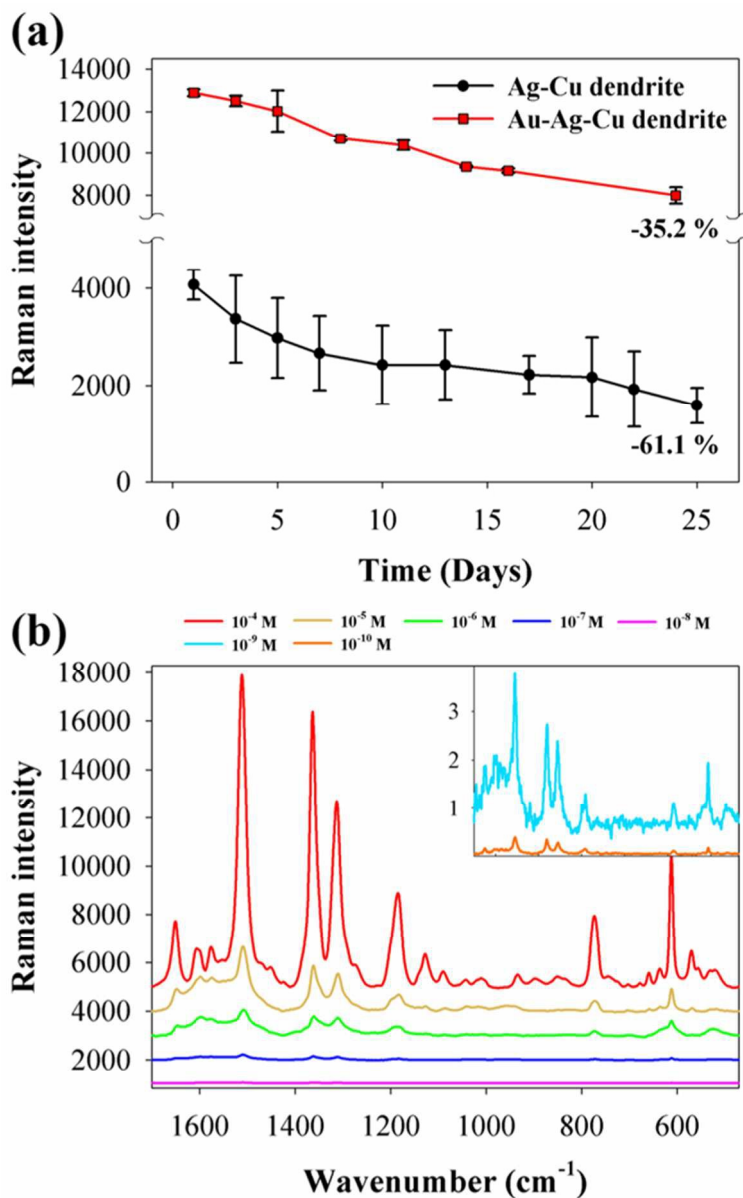 (a)
Raman intensity
14000
12000
10000
8000
4000
2000
0
Ag-Cu dendrite
Au-Ag-Cu dendrite
-35.2 %
-61.1 %
0 5 10 15 20 25
Time (Days)
(b)
10⁻⁴ M 10⁻⁵ M 10⁻⁶ M 10⁻⁷ M 10⁻⁸ M
10⁻⁹ M 10⁻¹⁰ M
Raman intensity
18000
16000
14000
12000
10000
8000
6000
4000
2000
3
2
1
1600 1400 1200 1000 800 600
Wavenumber (cm⁻¹)